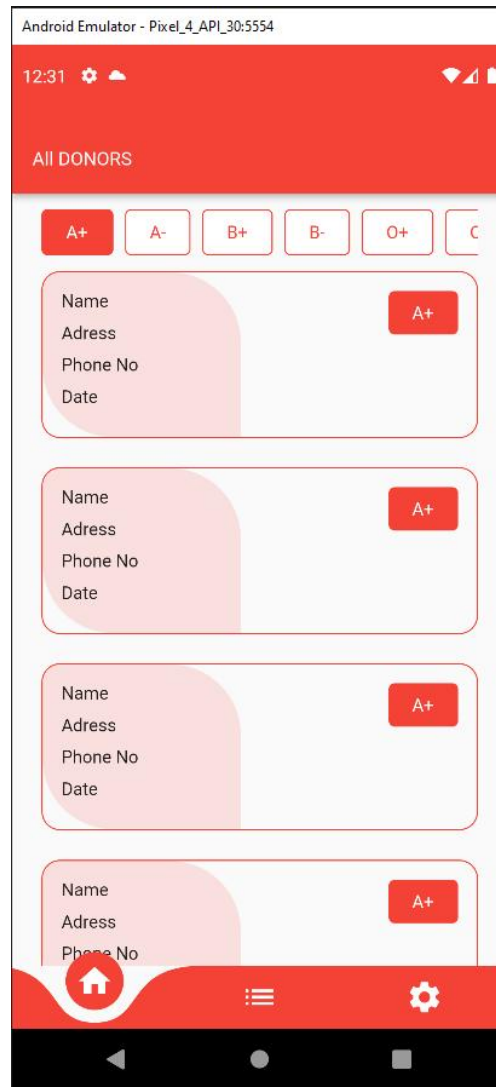 Android Emulator - Pixel_4_API_30:5554
12:31
All DONORS
A+ A- B+ B- O+
Name
A+
Adress
Phone No
Date
Name
A+
Adress
Phone No
Date
Name
A+
Adress
Phone No
Date
Name
A+
Adress
Phone No